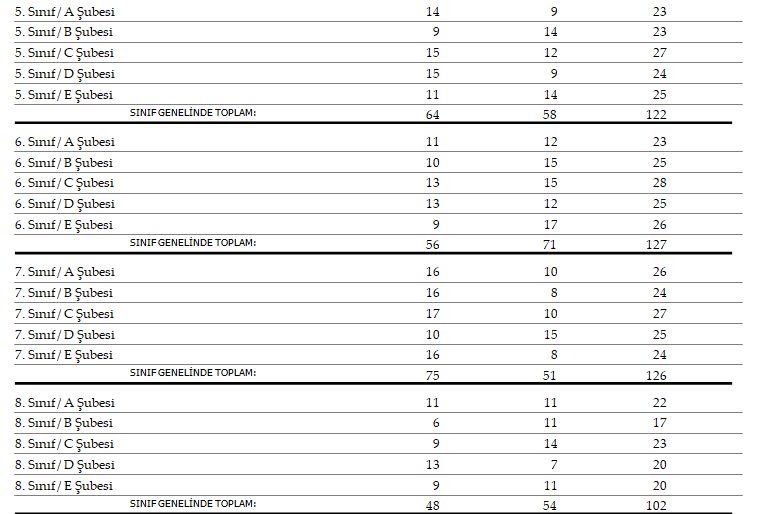 5. Sınıf / A Şubesi 14 9 23
5. Sınıf / B Şubesi 9 14 23
5. Sınıf / C Şubesi 15 12 27
5. Sınıf / D Şubesi 15 9 24
5. Sınıf / E Şubesi 11 14 25
SINIF GENELİNDE TOPLAM: 64 58 122
6. Sınıf / A Şubesi 11 12 23
6. Sınıf / B Şubesi 10 15 25
6. Sınıf / C Şubesi 13 15 28
6. Sınıf / D Şubesi 13 12 25
6. Sınıf / E Şubesi 9 17 26
SINIF GENELİNDE TOPLAM: 56 71 127
7. Sınıf / A Şubesi 16 10 26
7. Sınıf / B Şubesi 16 8 24
7. Sınıf / C Şubesi 17 10 27
7. Sınıf / D Şubesi 10 15 25
7. Sınıf / E Şubesi 16 8 24
SINIF GENELİNDE TOPLAM: 75 51 126
8. Sınıf / A Şubesi 11 11 22
8. Sınıf / B Şubesi 6 11 17
8. Sınıf / C Şubesi 9 14 23
8. Sınıf / D Şubesi 13 7 20
8. Sınıf / E Şubesi 9 11 20
SINIF GENELİNDE TOPLAM: 48 54 102